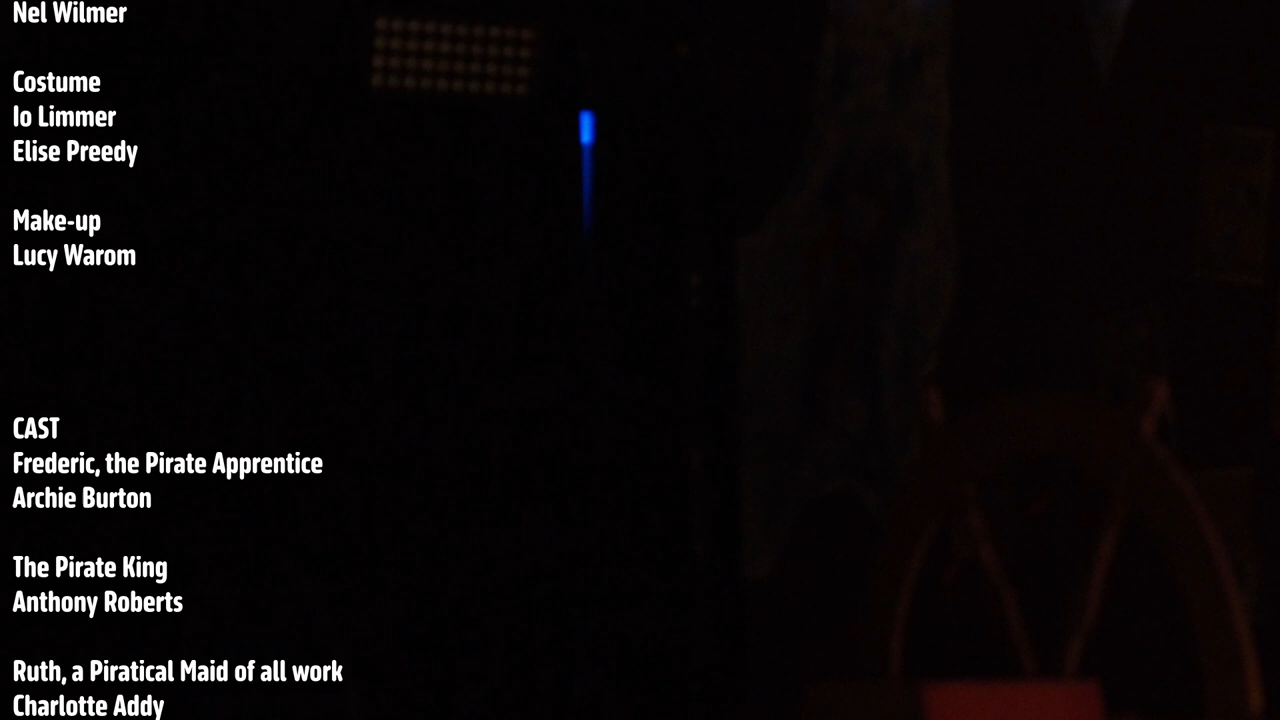 Nel Wilmer
Costume
Io Limmer
Elise Preedy
Make-up
Lucy Warom
CAST
Frederic, the Pirate Apprentice
Archie Burton
The Pirate King
Anthony Roberts
Ruth, a Piratical Maid of all work
Charlotte Addy